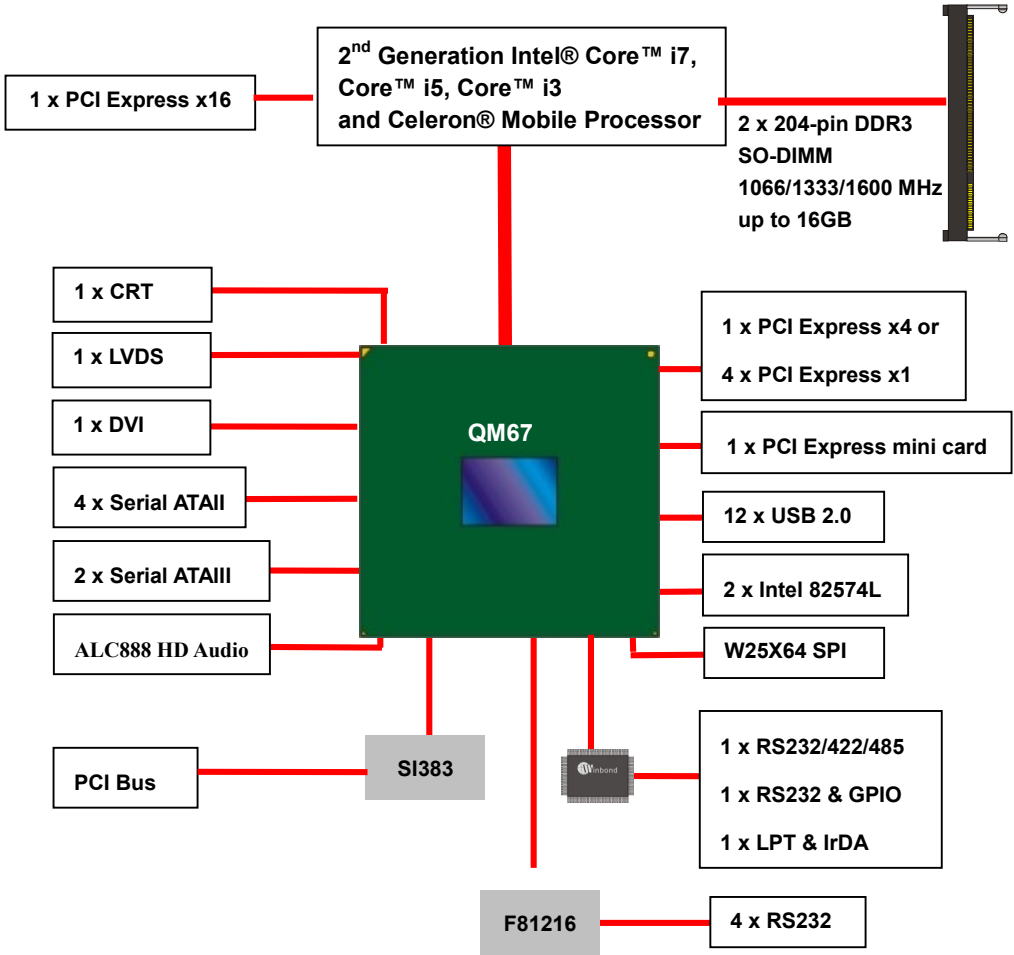 2nd Generation Intel® Core™ i7,
Core™ i5, Core™ i3
and Celeron® Mobile Processor
1 x PCI Express x16
2 x 204-pin DDR3
SO-DIMM
1066/1333/1600 MHz
up to 16GB
1 x CRT
1 x LVDS
1 x DVI
4 x Serial ATAII
2 x Serial ATAIII
ALC888 HD Audio
QM67
1 x PCI Express x4 or
4 x PCI Express x1
1 x PCI Express mini card
12 x USB 2.0
2 x Intel 82574L
W25X64 SPI
PCI Bus
SI383
Winbond
1 x RS232/422/485
1 x RS232 & GPIO
1 x LPT & IrDA
F81216
4 x RS232